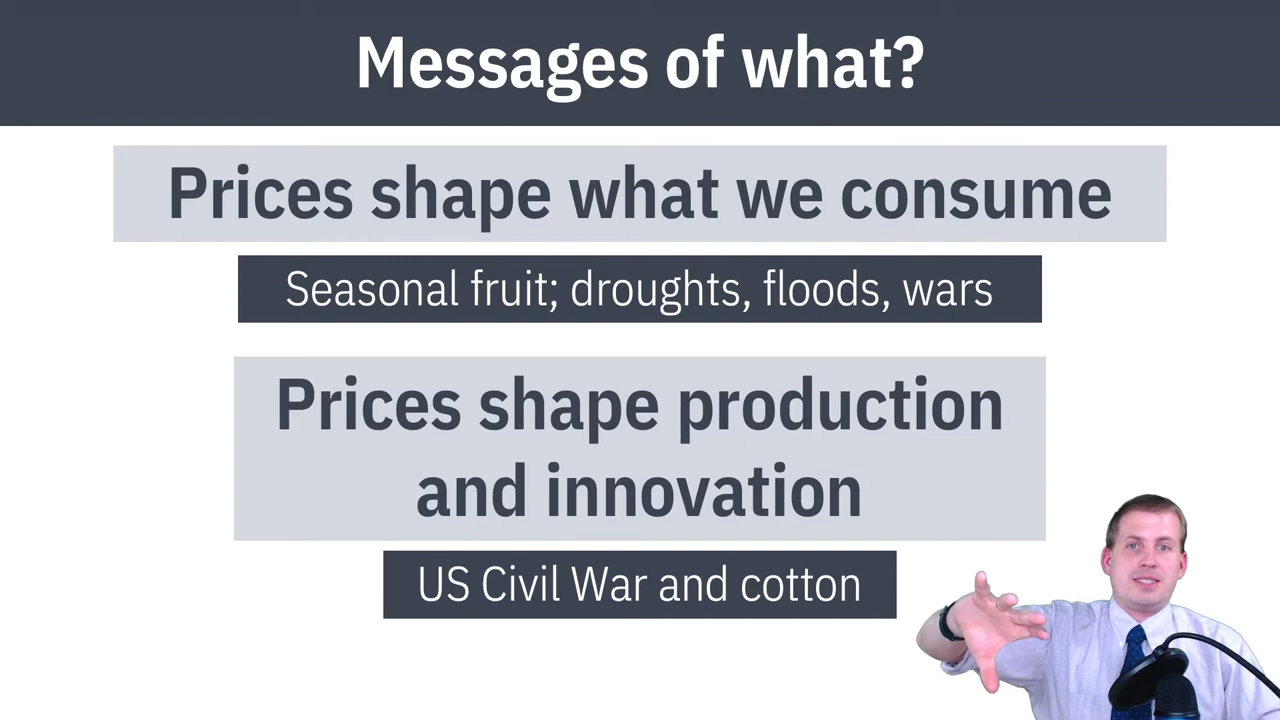 Messages of what?
Prices shape what we consume
Seasonal fruit; droughts, floods, wars
Prices shape production
and innovation
US Civil War and cotton